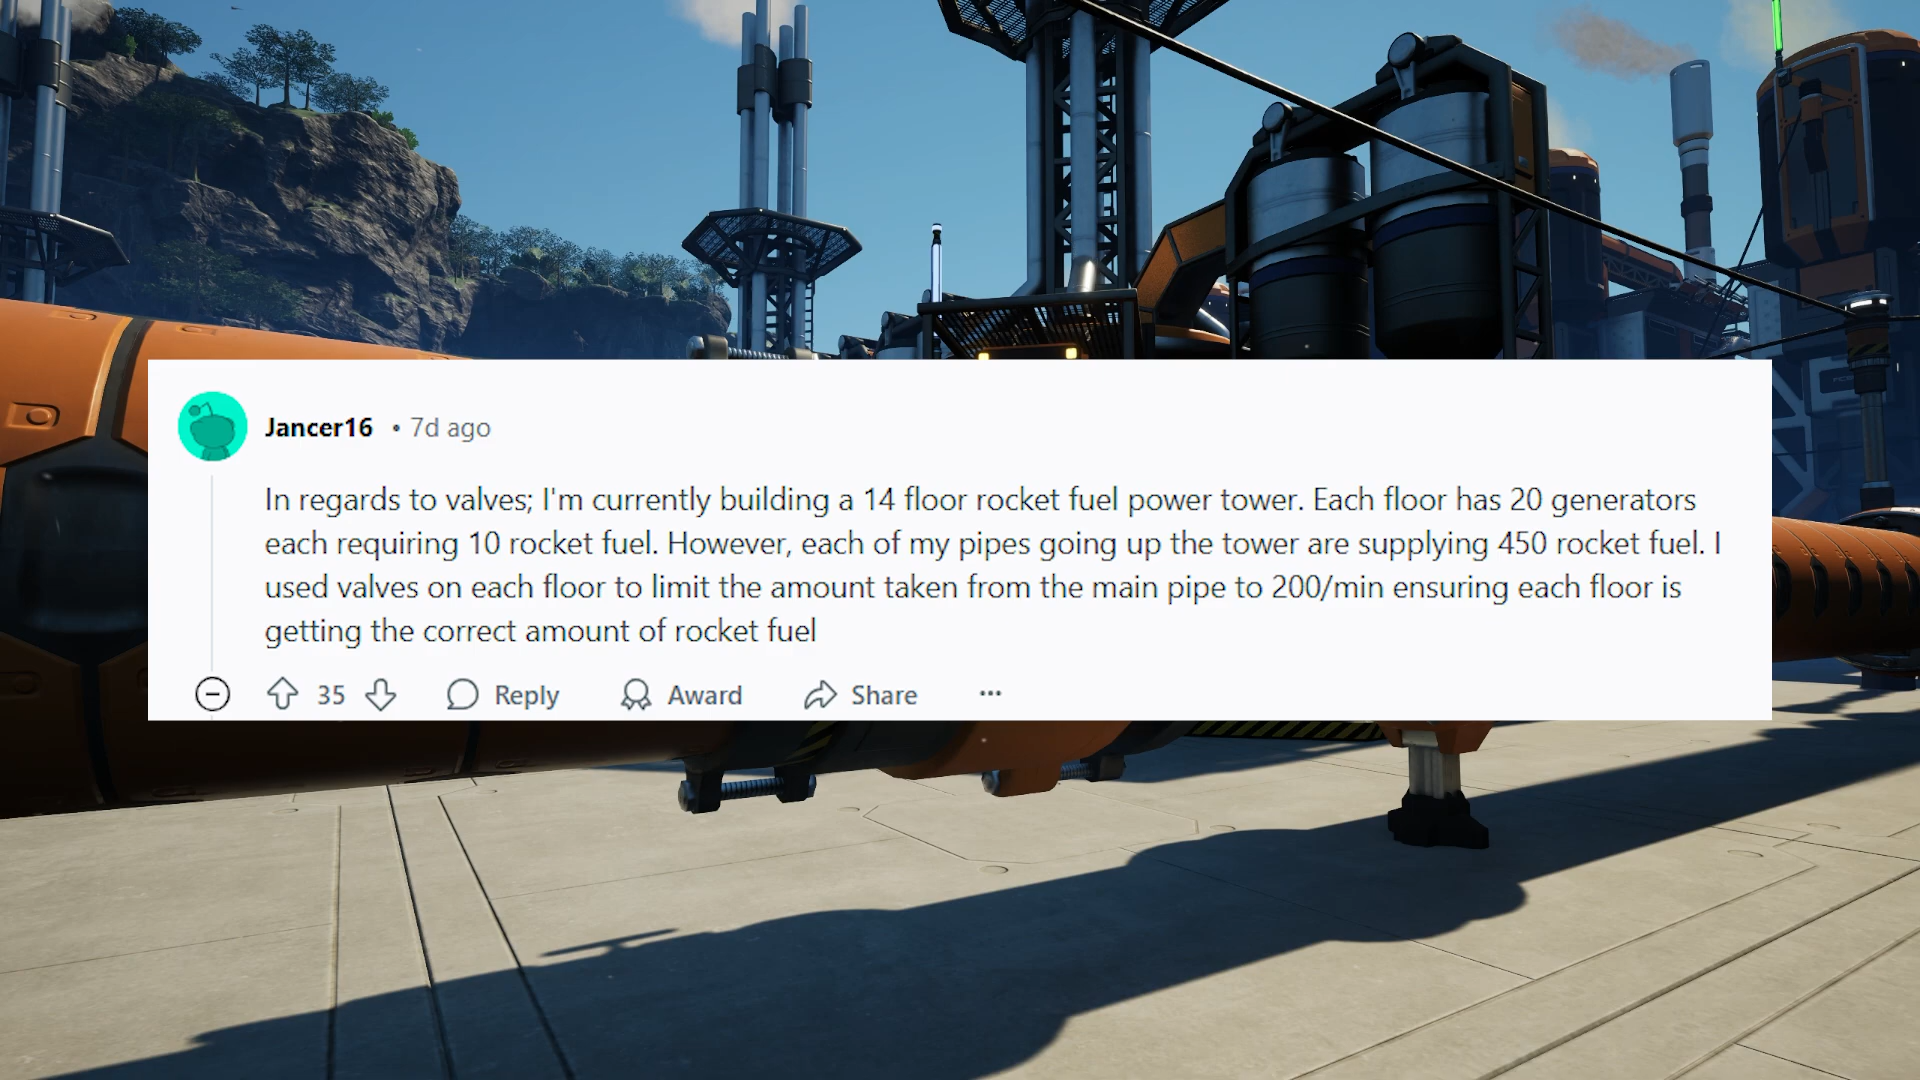 Jancer16 • 7d ago
In regards to valves; I'm currently building a 14 floor rocket fuel power tower. Each floor has 20 generators
each requiring 10 rocket fuel. However, each of my pipes going up the tower are supplying 450 rocket fuel. I
used valves on each floor to limit the amount taken from the main pipe to 200/min ensuring each floor is
getting the correct amount of rocket fuel
35 Reply Award Share ...